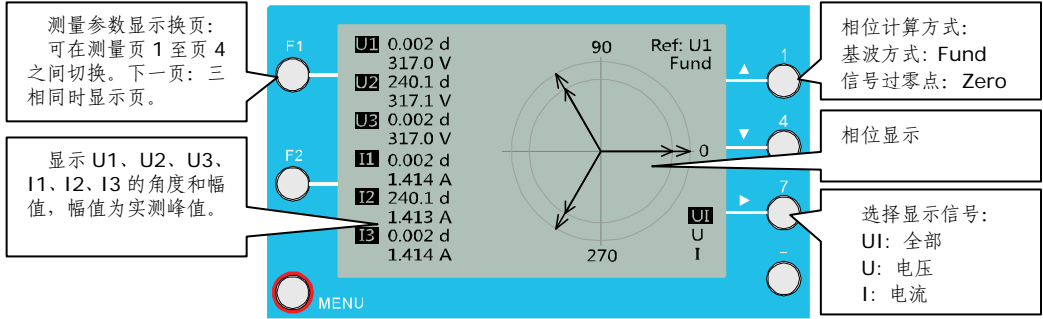 测量参数显示换页：
可在测量页 1 至页 4
之间切换。下一页：三
相同时显示页。
显示 U1、U2、U3、
I1、I2、I3 的角度和幅
值，幅值为实测峰值。
F1
F2
MENU
U1 0.002 d
317.0 V
U2 240.1 d
317.1 V
U3 0.002 d
317.0 V
I1 0.002 d
1.414 A
I2 240.1 d
1.413 A
I3 0.002 d
1.414 A
90
0
270
Ref: U1
Fund
UI
U
I
1
4
7
-
相位计算方式：
基波方式：Fund
信号过零点：Zero
相位显示
选择显示信号：
UI：全部
U：电压
I：电流